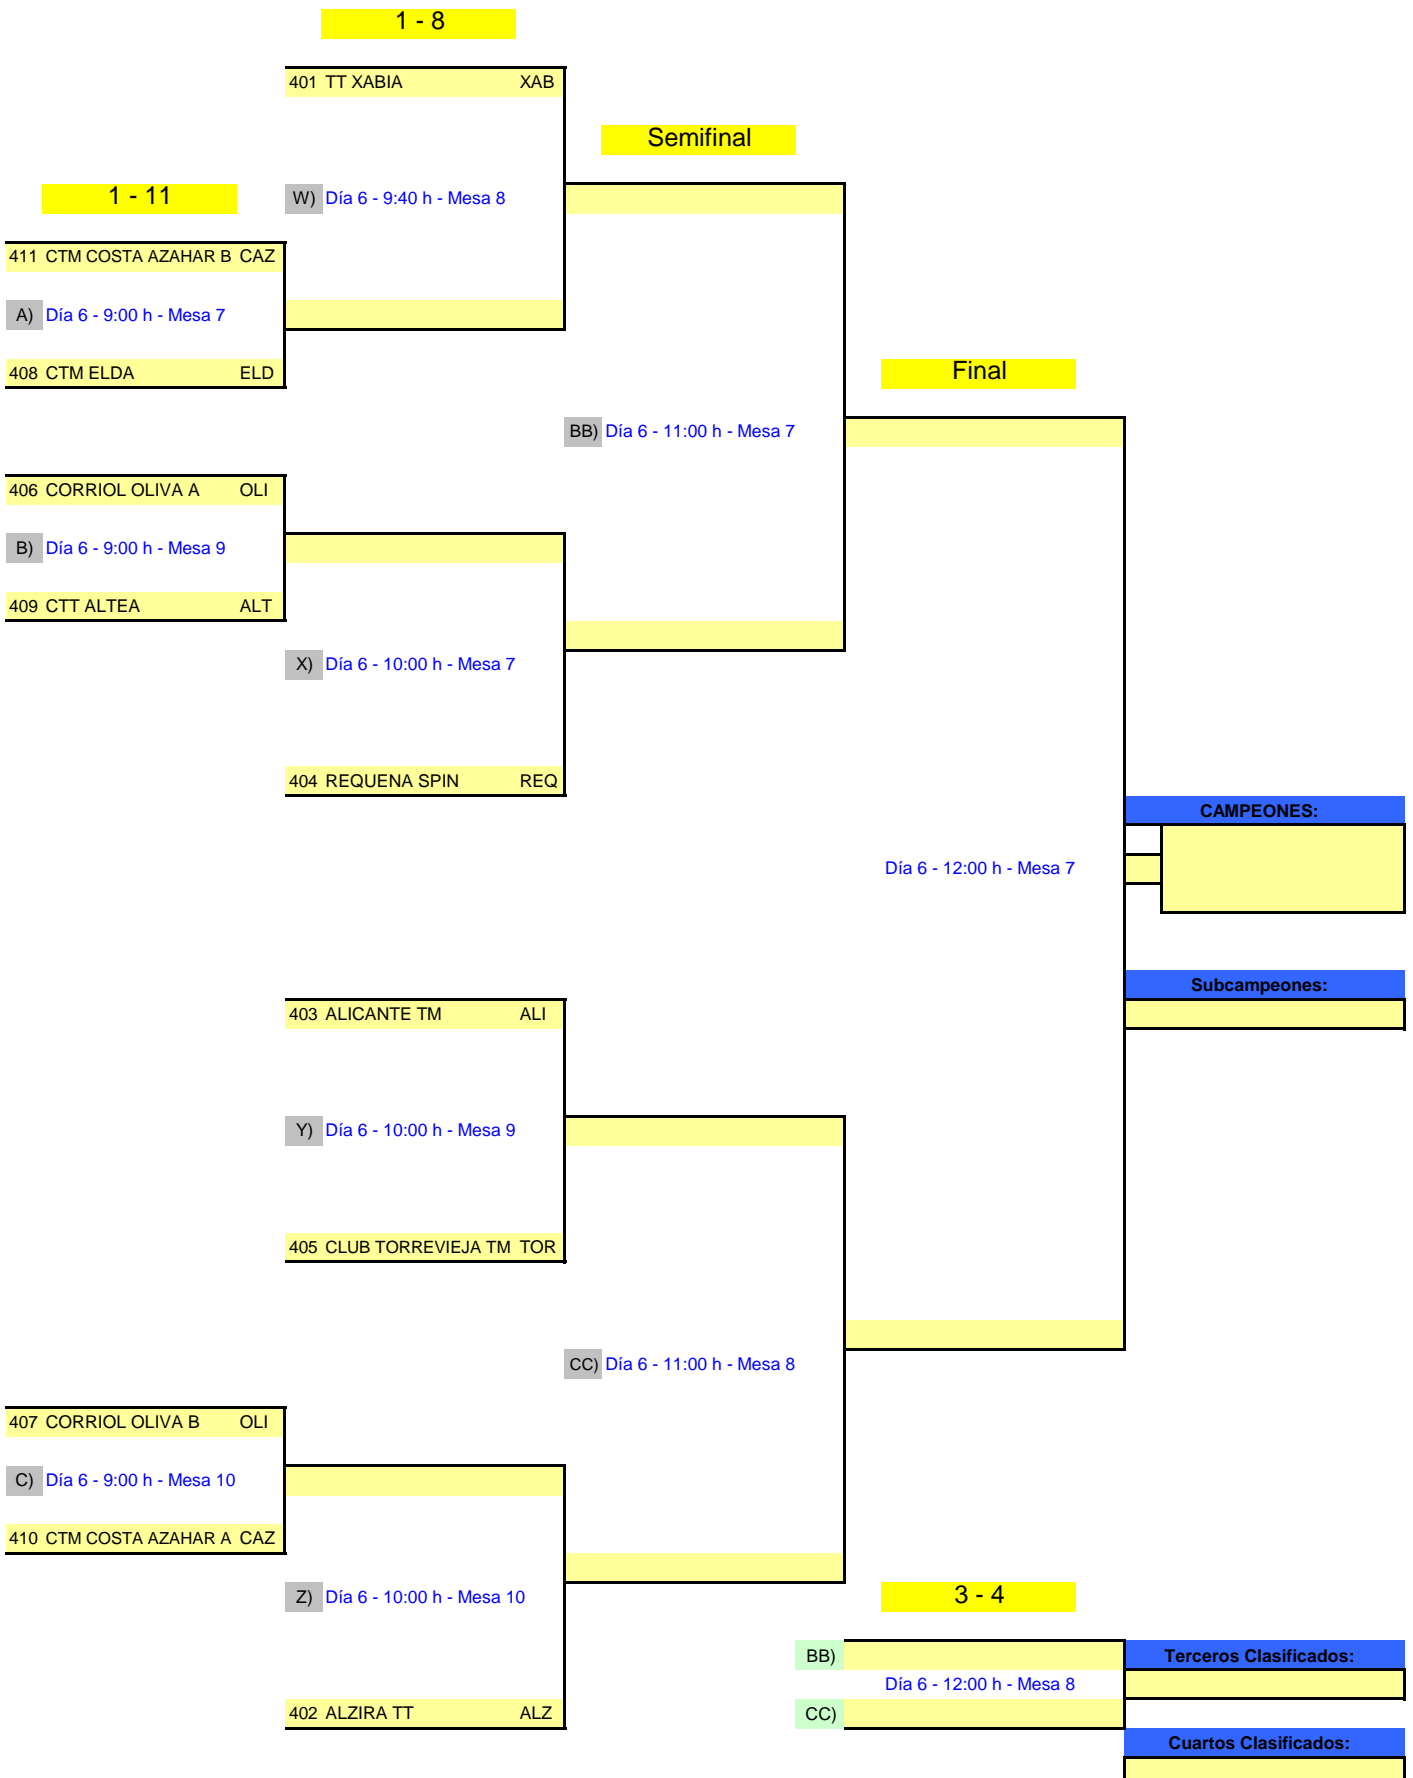 1 - 8
401 TT XABIA XAB
Semifinal
1 - 11
W) Día 6 - 9:40 h - Mesa 8
411 CTM COSTA AZAHAR B CAZ
A) Día 6 - 9:00 h - Mesa 7
408 CTM ELDA ELD
Final
BB) Día 6 - 11:00 h - Mesa 7
406 CORRIOL OLIVA A OLI
B) Día 6 - 9:00 h - Mesa 9
409 CTT ALTEA ALT
X) Día 6 - 10:00 h - Mesa 7
404 REQUENA SPIN REQ
CAMPEONES:
Día 6 - 12:00 h - Mesa 7
Subcampeones:
403 ALICANTE TM ALI
Y) Día 6 - 10:00 h - Mesa 9
405 CLUB TORREVIEJA TM TOR
CC) Día 6 - 11:00 h - Mesa 8
407 CORRIOL OLIVA B OLI
C) Día 6 - 9:00 h - Mesa 10
410 CTM COSTA AZAHAR A CAZ
Z) Día 6 - 10:00 h - Mesa 10
3 - 4
BB)
Terceros Clasificados:
Día 6 - 12:00 h - Mesa 8
402 ALZIRA TT ALZ
CC)
Cuartos Clasificados: